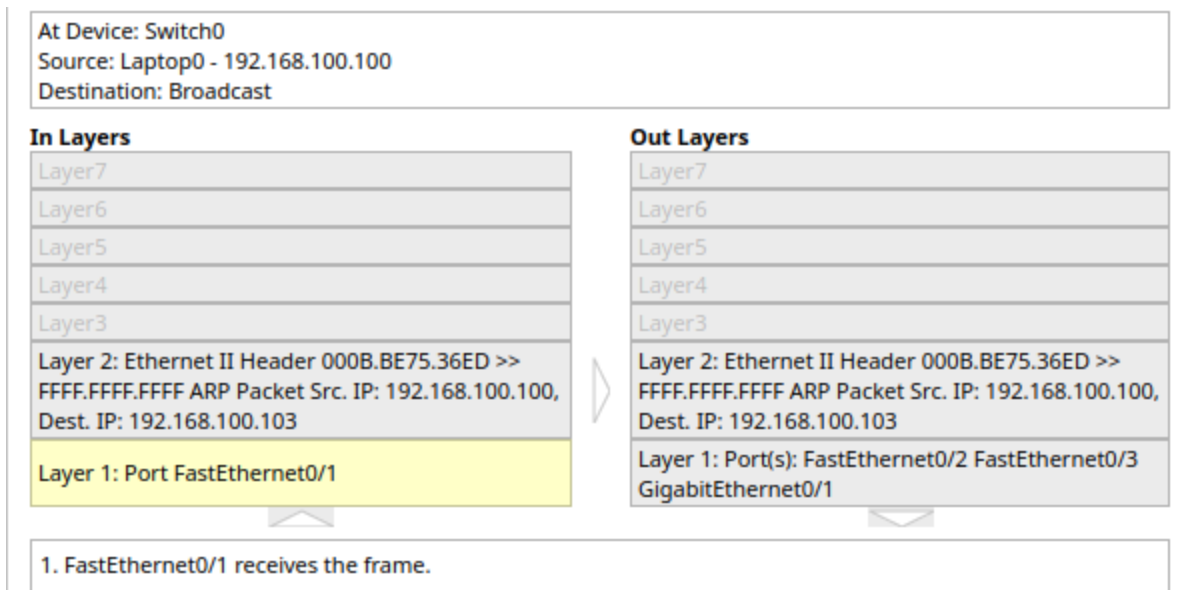 At Device: Switch0
Source: Laptop0 - 192.168.100.100
Destination: Broadcast
In Layers
Layer7
Layer6
Layer5
Layer4
Layer3
Layer 2: Ethernet II Header 000B.BE75.36ED >>
FFFF.FFFF.FFFF ARP Packet Src. IP: 192.168.100.100,
Dest. IP: 192.168.100.103
Layer 1: Port FastEthernet0/1
Out Layers
Layer7
Layer6
Layer5
Layer4
Layer3
Layer 2: Ethernet II Header 000B.BE75.36ED >>
FFFF.FFFF.FFFF ARP Packet Src. IP: 192.168.100.100,
Dest. IP: 192.168.100.103
Layer 1: Port(s): FastEthernet0/2 FastEthernet0/3
GigabitEthernet0/1
1. FastEthernet0/1 receives the frame.